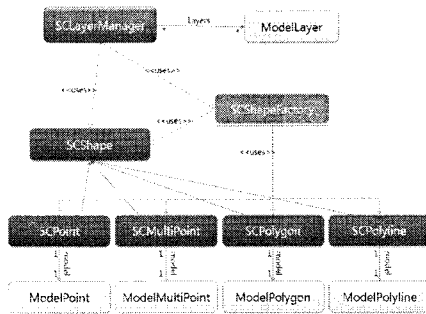 SCLayerManager
Layers
ModelLayer
<<uses>>
<<uses>>
SCShapeFactory
<<uses>>
SCShape
<<uses>>
SCPoint
SCMultiPoint
SCPolygon
SCPolyline
1 1 1 1
1 1 1 1
ModelPoint
ModelMultiPoint
ModelPolygon
ModelPolyline